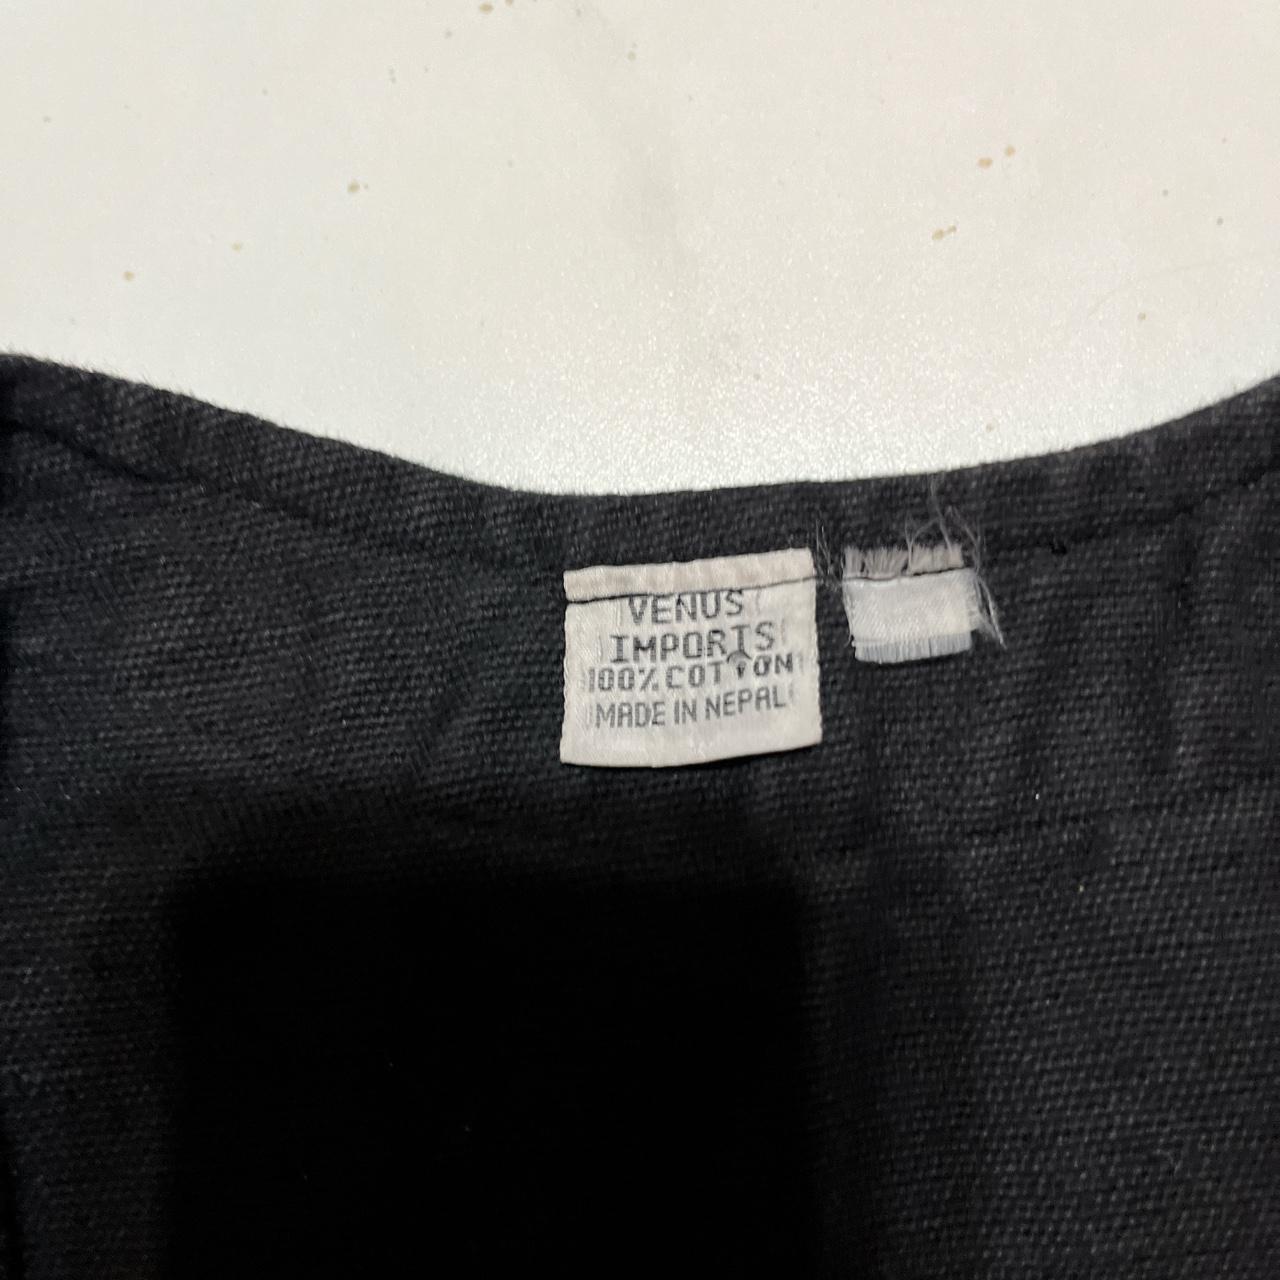 VENUS
IMPORTS
100% COTTON
MADE IN NEPAL